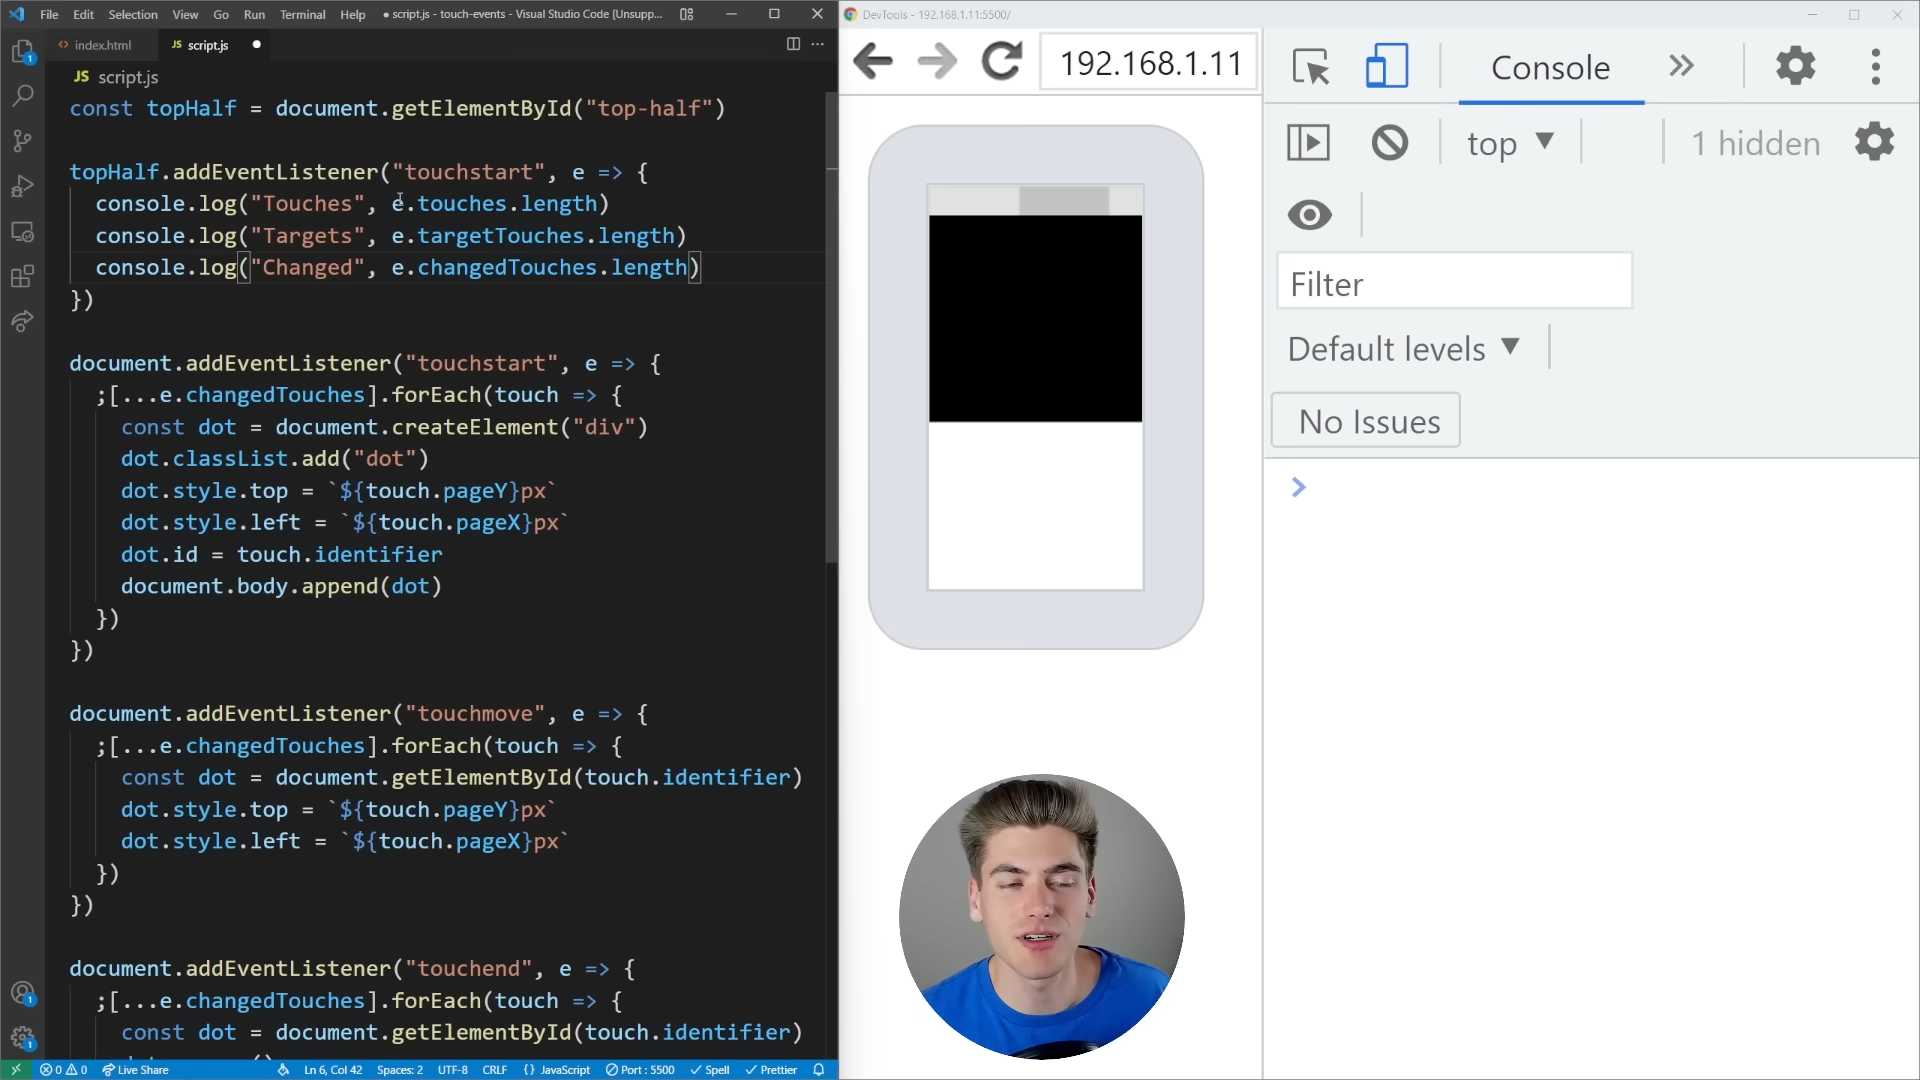 File Edit Selection View Go Run Terminal Help
● script.js - touch-events - Visual Studio Code [Unsupp...
DevTools - 192.168.1.11:5500/
<> index.html
JS script.js ●
JS script.js
const topHalf = document.getElementById("top-half")
topHalf.addEventListener("touchstart", e => {
console.log("Touches", e.touches.length)
console.log("Targets", e.targetTouches.length)
console.log("Changed", e.changedTouches.length)
})
document.addEventListener("touchstart", e => {
;[...e.changedTouches].forEach(touch => {
const dot = document.createElement("div")
dot.classList.add("dot")
dot.style.top = `${touch.pageY}px`
dot.style.left = `${touch.pageX}px`
dot.id = touch.identifier
document.body.append(dot)
})
})
document.addEventListener("touchmove", e => {
;[...e.changedTouches].forEach(touch => {
const dot = document.getElementById(touch.identifier)
dot.style.top = `${touch.pageY}px`
dot.style.left = `${touch.pageX}px`
})
})
document.addEventListener("touchend", e => {
;[...e.changedTouches].forEach(touch => {
const dot = document.getElementById(touch.identifier)
1
1
1
0 0 Live Share
Ln 6, Col 42 Spaces: 2 UTF-8 CRLF {} JavaScript Port : 5500 Spell Prettier
192.168.1.11
Console
top ▼
1 hidden
Filter
Default levels ▼
No Issues